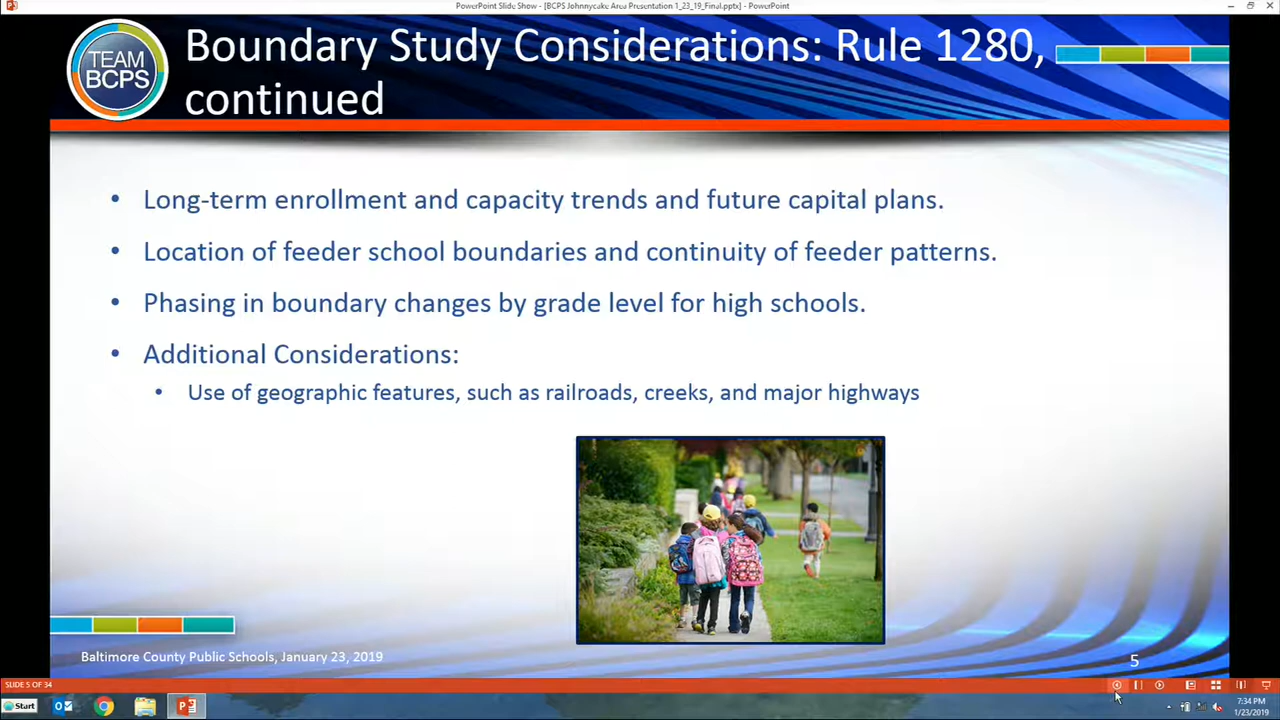 PowerPoint Slide Show - [BCPS Johnnycake Area Presentation 1_23_19_Final.pptx] - PowerPoint
TEAM
BCPS
Boundary Study Considerations: Rule 1280,
continued
• Long-term enrollment and capacity trends and future capital plans.
• Location of feeder school boundaries and continuity of feeder patterns.
• Phasing in boundary changes by grade level for high schools.
• Additional Considerations:
• Use of geographic features, such as railroads, creeks, and major highways
Baltimore County Public Schools, January 23, 2019
5
SLIDE 5 OF 34
Start
7:34 PM
1/23/2019